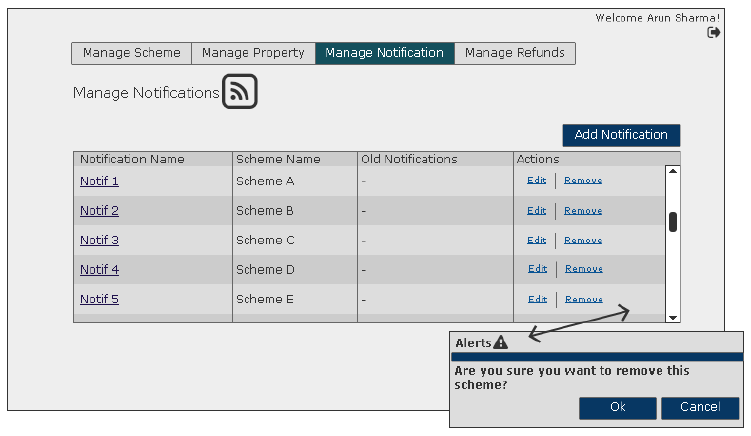 Welcome Arun Sharma!
Manage Scheme Manage Property Manage Notification Manage Refunds
Manage Notifications
Add Notification
Notification Name Scheme Name Old Notifications Actions
Notif 1 Scheme A - Edit Remove
Notif 2 Scheme B - Edit Remove
Notif 3 Scheme C - Edit Remove
Notif 4 Scheme D - Edit Remove
Notif 5 Scheme E - Edit Remove
Alerts
Are you sure you want to remove this
scheme?
Ok Cancel